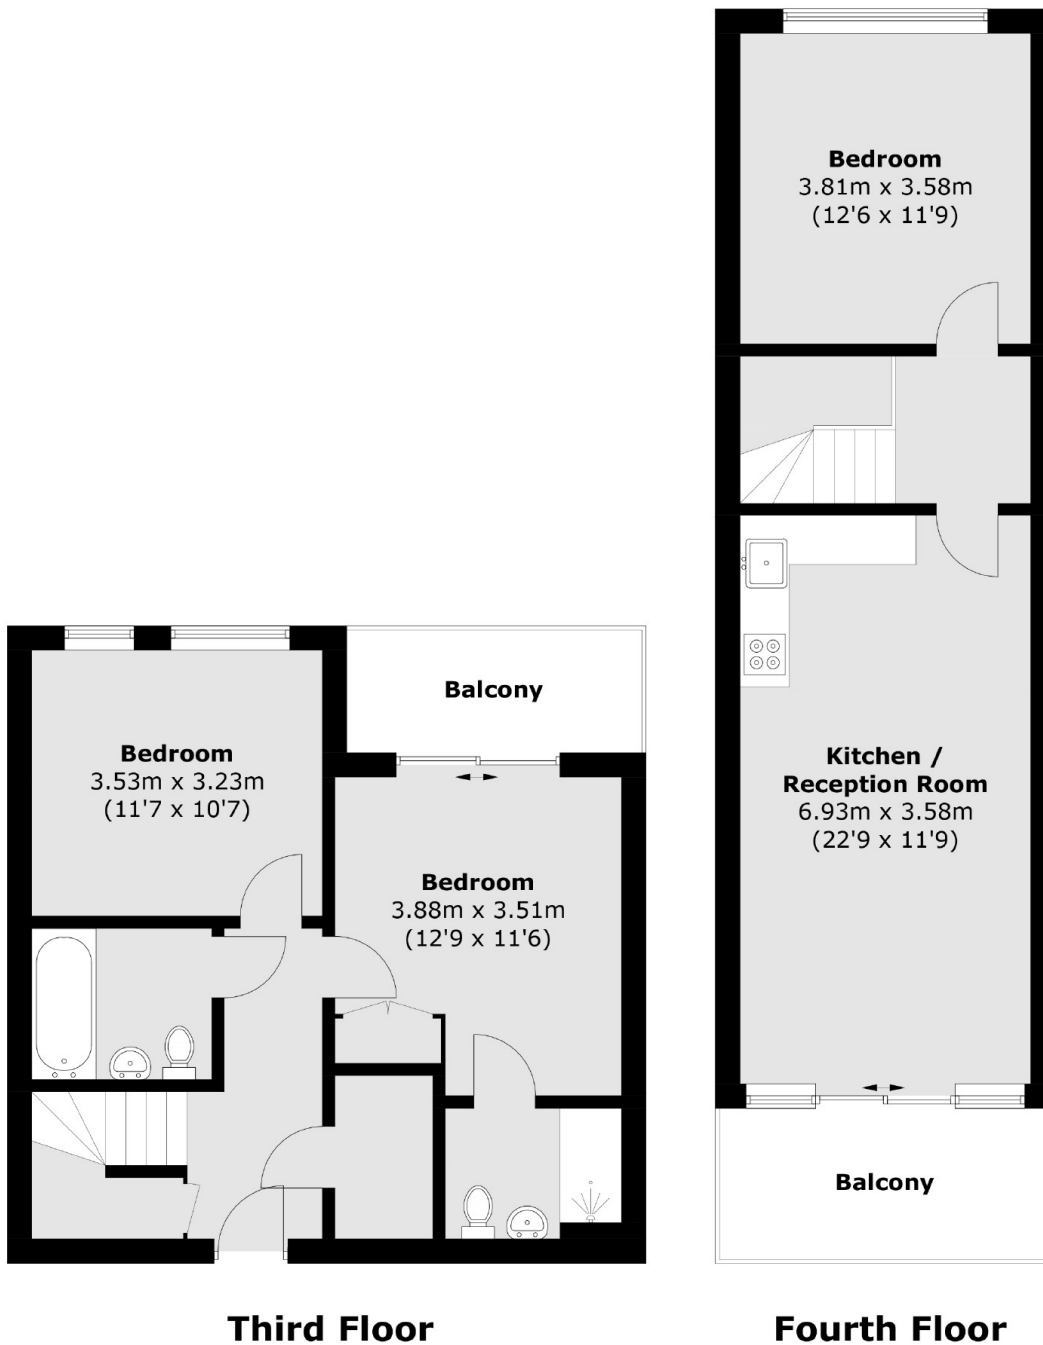 Bedroom
3.81m x 3.58m
(12'6 x 11'9)
Kitchen /
Reception Room
6.93m x 3.58m
(22'9 x 11'9)
Balcony
Fourth Floor
Balcony
Bedroom
3.53m x 3.23m
(11'7 x 10'7)
Bedroom
3.88m x 3.51m
(12'9 x 11'6)
Third Floor